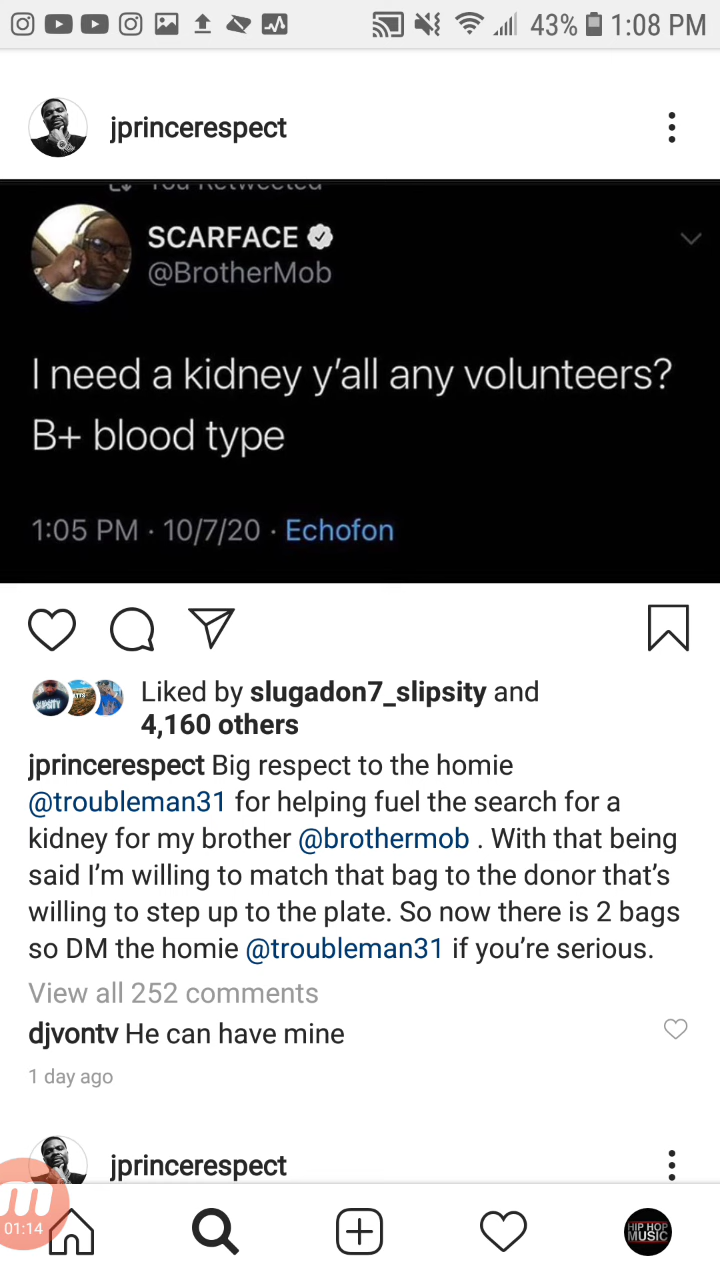 43% 1:08 PM
jprincerespect
You Retweeted
SCARFACE
@BrotherMob
I need a kidney y'all any volunteers?
B+ blood type
1:05 PM · 10/7/20 · Echofon
Liked by slugadon7_slipsity and
4,160 others
jprincerespect Big respect to the homie
@troubleman31 for helping fuel the search for a
kidney for my brother @brothermob . With that being
said I'm willing to match that bag to the donor that's
willing to step up to the plate. So now there is 2 bags
so DM the homie @troubleman31 if you're serious.
View all 252 comments
djvontv He can have mine
1 day ago
jprincerespect
01:14
HIP HOP
MUSIC